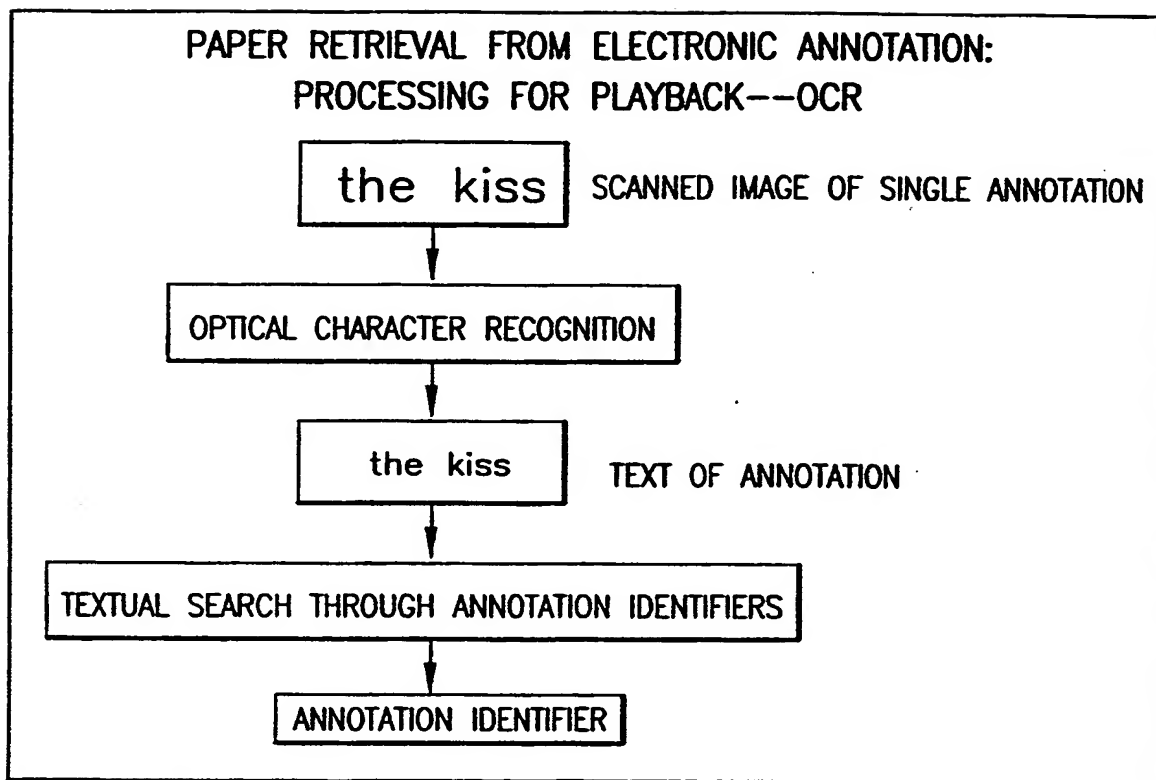 PAPER RETRIEVAL FROM ELECTRONIC ANNOTATION:
PROCESSING FOR PLAYBACK--OCR
the kiss
SCANNED IMAGE OF SINGLE ANNOTATION
OPTICAL CHARACTER RECOGNITION
the kiss
TEXT OF ANNOTATION
TEXTUAL SEARCH THROUGH ANNOTATION IDENTIFIERS
ANNOTATION IDENTIFIER